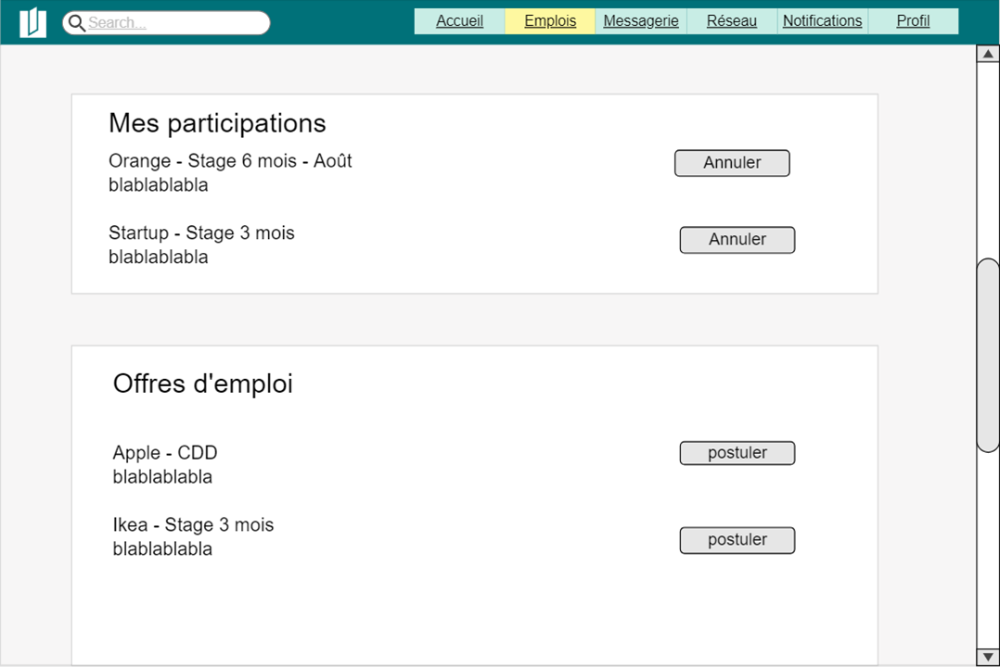 Search...
Accueil
Emplois
Messagerie
Réseau
Notifications
Profil
Mes participations
Orange - Stage 6 mois - Août
blablablabla
Annuler
Startup - Stage 3 mois
blablablabla
Annuler
Offres d'emploi
Apple - CDD
blablablabla
postuler
Ikea - Stage 3 mois
blablablabla
postuler